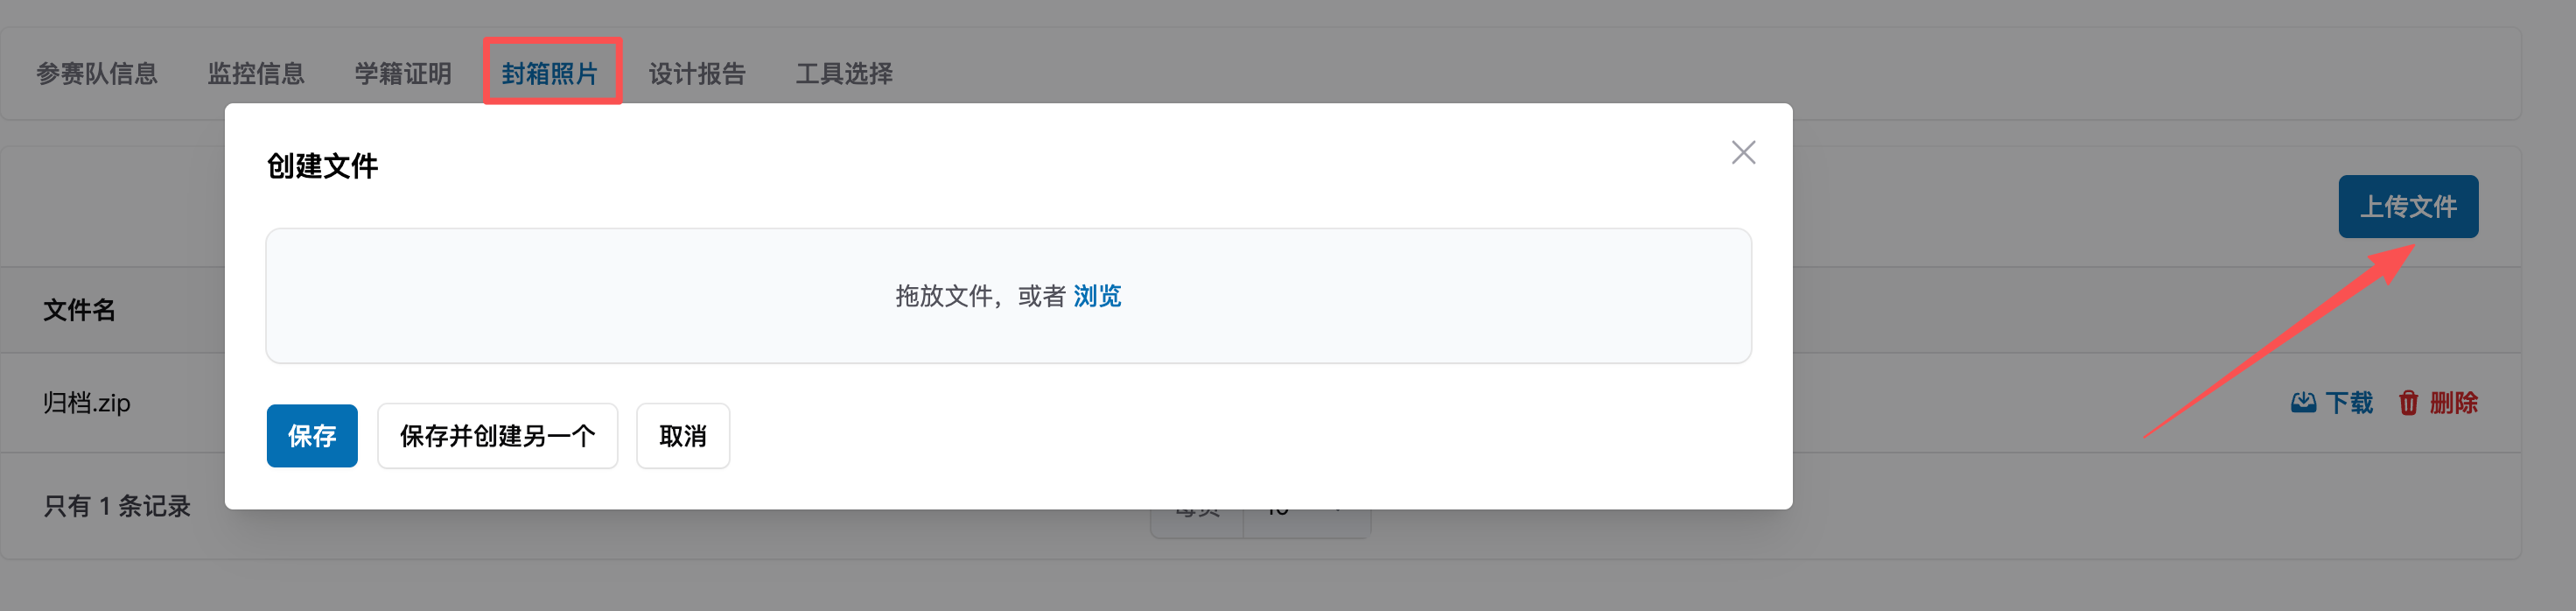 参赛队信息 监控信息 学籍证明 封箱照片 设计报告 工具选择
创建文件
上传文件
拖放文件，或者 浏览
文件名
归档.zip
下载 删除
保存 保存并创建另一个 取消
只有 1 条记录
每页 10